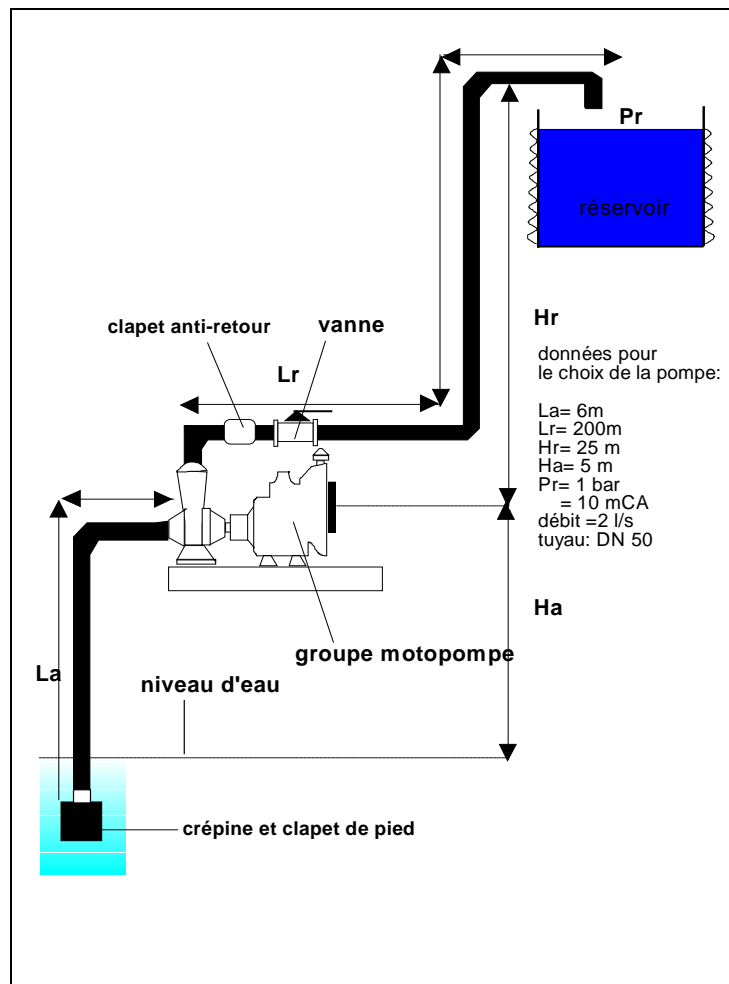 Pr
réservoir
Hr
clapet anti-retour
vanne
Lr
données pour
le choix de la pompe:
La= 6m
Lr= 200m
Hr= 25 m
Ha= 5 m
Pr= 1 bar
= 10 mCA
débit =2 l/s
tuyau: DN 50
Ha
groupe motopompe
La
niveau d'eau
crépine et clapet de pied